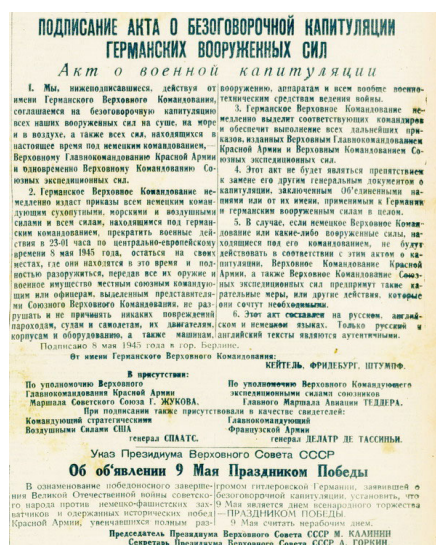 ПОДПИСАНИЕ АКТА О БЕЗОГОВОРОЧНОЙ КАПИТУЛЯЦИИ
ГЕРМАНСКИХ ВООРУЖЕННЫХ СИЛ
Акт о военной капитуляции
1. Мы, нижеподписавшиеся, действуя от
имени Германского Верховного Командования,
соглашаемся на безоговорочную капитуляцию
всех наших вооруженных сил на суше, на море
и в воздухе, а также всех сил, находящихся в
настоящее время под немецким командованием,—
Верховному Главнокомандованию Красной Армии
и одновременно Верховному Командованию Со-
юзных экспедиционных сил.
2. Германское Верховное Командование не-
медленно издаст приказы всем немецким коман-
дующим сухопутными, морскими и воздушными
силами и всем силам, находящимся под герман-
ским командованием, прекратить военные дей-
ствия в 23-01 часа по центрально-европейскому
времени 8 мая 1945 года, остаться на своих
местах, где они находятся в это время и пол-
ностью разоружиться, передав все их оружие и
военное имущество местным союзным командую-
щим или офицерам, выделенным представителя-
ми Союзного Верховного Командования, не раз-
рушать и не причинять никаких повреждений
пароходам, судам и самолетам, их двигателям,
корпусам и оборудованию, а также машинам,
вооружению, аппаратам и всем вообще военно-
техническим средствам ведения войны.
3. Германское Верховное Командование не-
медленно выделит соответствующих командиров
и обеспечит выполнение всех дальнейших при-
казов, изданных Верховным Главнокомандованием
Красной Армии и Верховным Командованием Со-
юзных экспедиционных сил.
4. Этот акт не будет являться препятствием
к замене его другим генеральным документом о
капитуляции, заключенным Об'единенными на-
циями или от их имени, применимым к Германии
и германским вооруженным силам в целом.
5. В случае, если немецкое Верховное Коман-
дование или какие-либо вооруженные силы, на-
ходящиеся под его командованием, не будут
действовать в соответствии с этим актом о ка-
питуляции, Верховное Командование Красной
Армии, а также Верховное Командование Союз-
ных экспедиционных сил предпримут такие ка-
рательные меры, или другие действия, которые
они сочтут необходимыми.
6. Этот акт составлен на русском, англий-
ском и немецком языках. Только русский и
английский тексты являются аутентичными.
Подписано 8 мая 1945 года в гор. Берлине.
От имени Германского Верховного Командования:
КЕЙТЕЛЬ, ФРИДЕБУРГ, ШТУМПФ.
В присутствии:
По уполномочию Верховного
Главнокомандования Красной Армии
Маршала Советского Союза Г. ЖУКОВА.
По уполномочию Верховного Командующего
экспедиционными силами союзников
Главного Маршала Авиации ТЕДДЕРА.
При подписании также присутствовали в качестве свидетелей:
Командующий стратегическими
Воздушными Силами США
генерал СПААТС.
Главнокомандующий
Французской Армии
генерал ДЕЛАТР ДЕ ТАССИНЬИ.
Указ Президиума Верховного Совета СССР
Об об'явлении 9 Мая Праздником Победы
В ознаменование победоносного заверше-
ния Великой Отечественной войны советско-
го народа против немецко-фашистских зах-
ватчиков и одержанных исторических побед
Красной Армии, увенчавшихся полным раз-
громом гитлеровской Германии, заявившей о
безоговорочной капитуляции, установить, что
9 Мая является днем всенародного торжества
—ПРАЗДНИКОМ ПОБЕДЫ.
9 Мая считать нерабочим днем.
Председатель Президиума Верховного Совета СССР М. КАЛИНИН
Секретарь Президиума Верховного Совета СССР А. ГОРКИН.